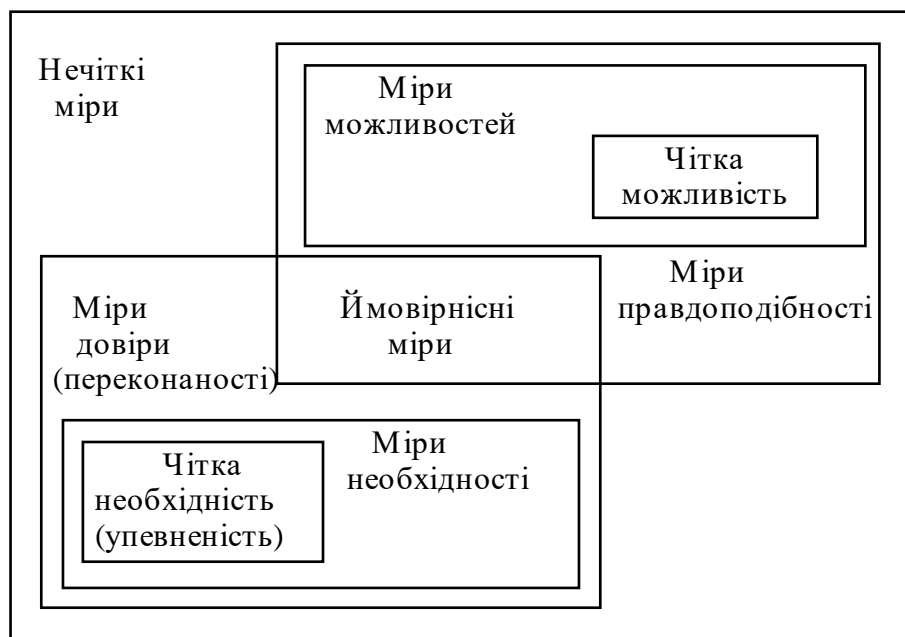 Нечіткі
міри
Міри
можливостей
Чітка
можливість
Міри
правдоподібності
Міри
довіри
(переконаності)
Ймовірнісні
міри
Міри
необхідності
Чітка
необхідність
(упевненість)